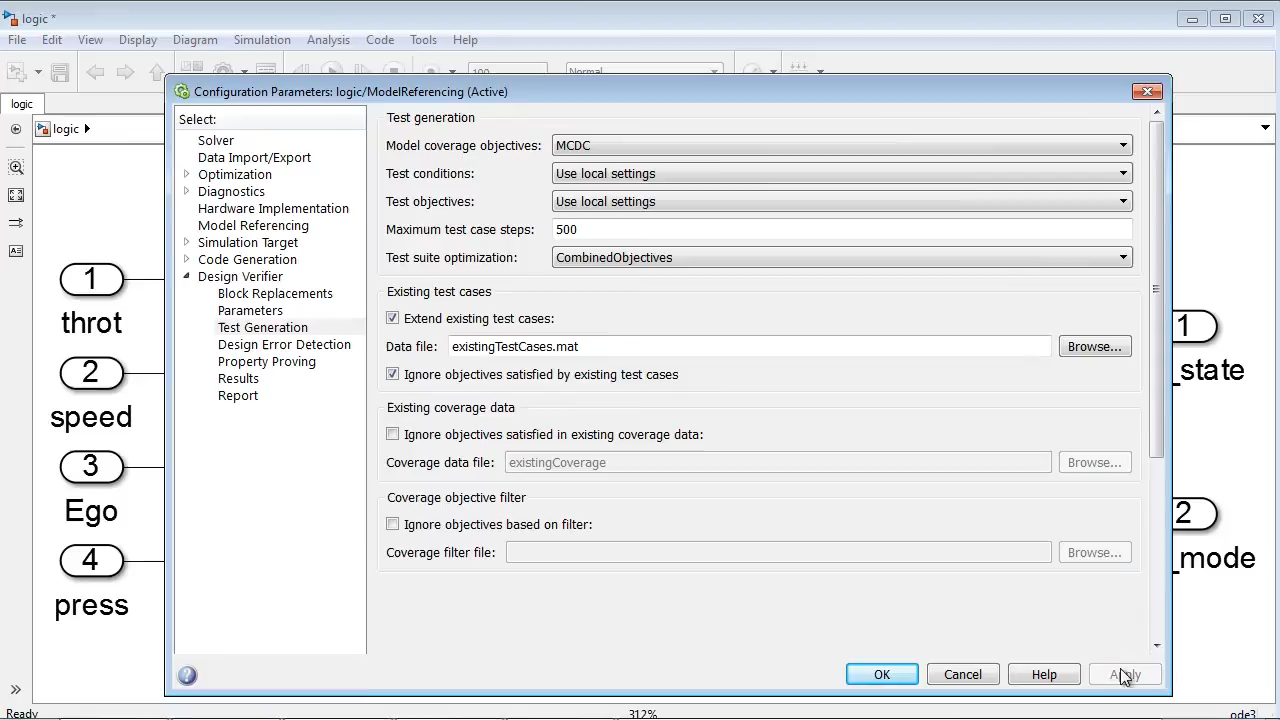 logic *
File Edit View Display Diagram Simulation Analysis Code Tools Help
100 Normal
logic
logic
Configuration Parameters: logic/ModelReferencing (Active)
Select:
Solver
Data Import/Export
Optimization
Diagnostics
Hardware Implementation
Model Referencing
Simulation Target
Code Generation
Design Verifier
Block Replacements
Parameters
Test Generation
Design Error Detection
Property Proving
Results
Report
Test generation
Model coverage objectives: MCDC
Test conditions: Use local settings
Test objectives: Use local settings
Maximum test case steps: 500
Test suite optimization: CombinedObjectives
Existing test cases
Extend existing test cases:
Data file: existingTestCases.mat Browse...
Ignore objectives satisfied by existing test cases
Existing coverage data
Ignore objectives satisfied in existing coverage data:
Coverage data file: existingCoverage Browse...
Coverage objective filter
Ignore objectives based on filter:
Coverage filter file: Browse...
OK Cancel Help Apply
1
throt
2
speed
3
Ego
4
press
1
_state
2
_mode
Ready 312% ode3